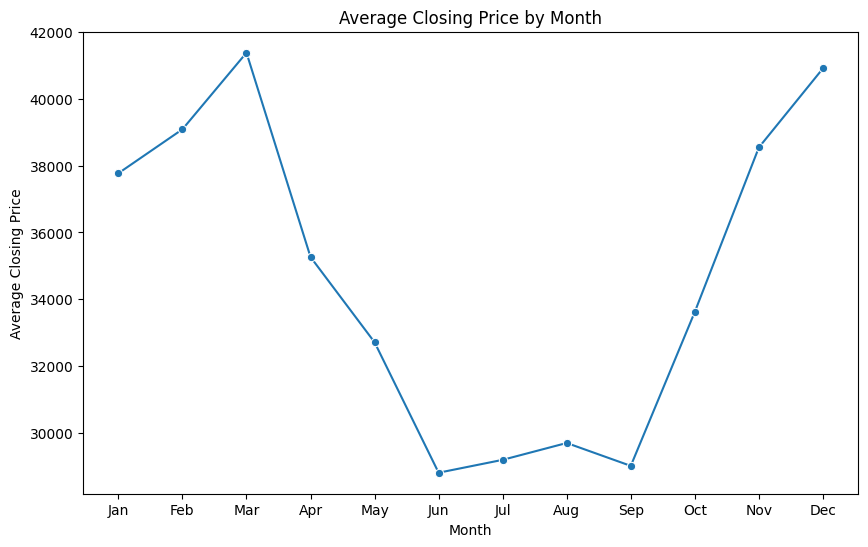 Average Closing Price by Month
Average Closing Price
42000
40000
38000
36000
34000
32000
30000
Jan Feb Mar Apr May Jun Jul Aug Sep Oct Nov Dec
Month